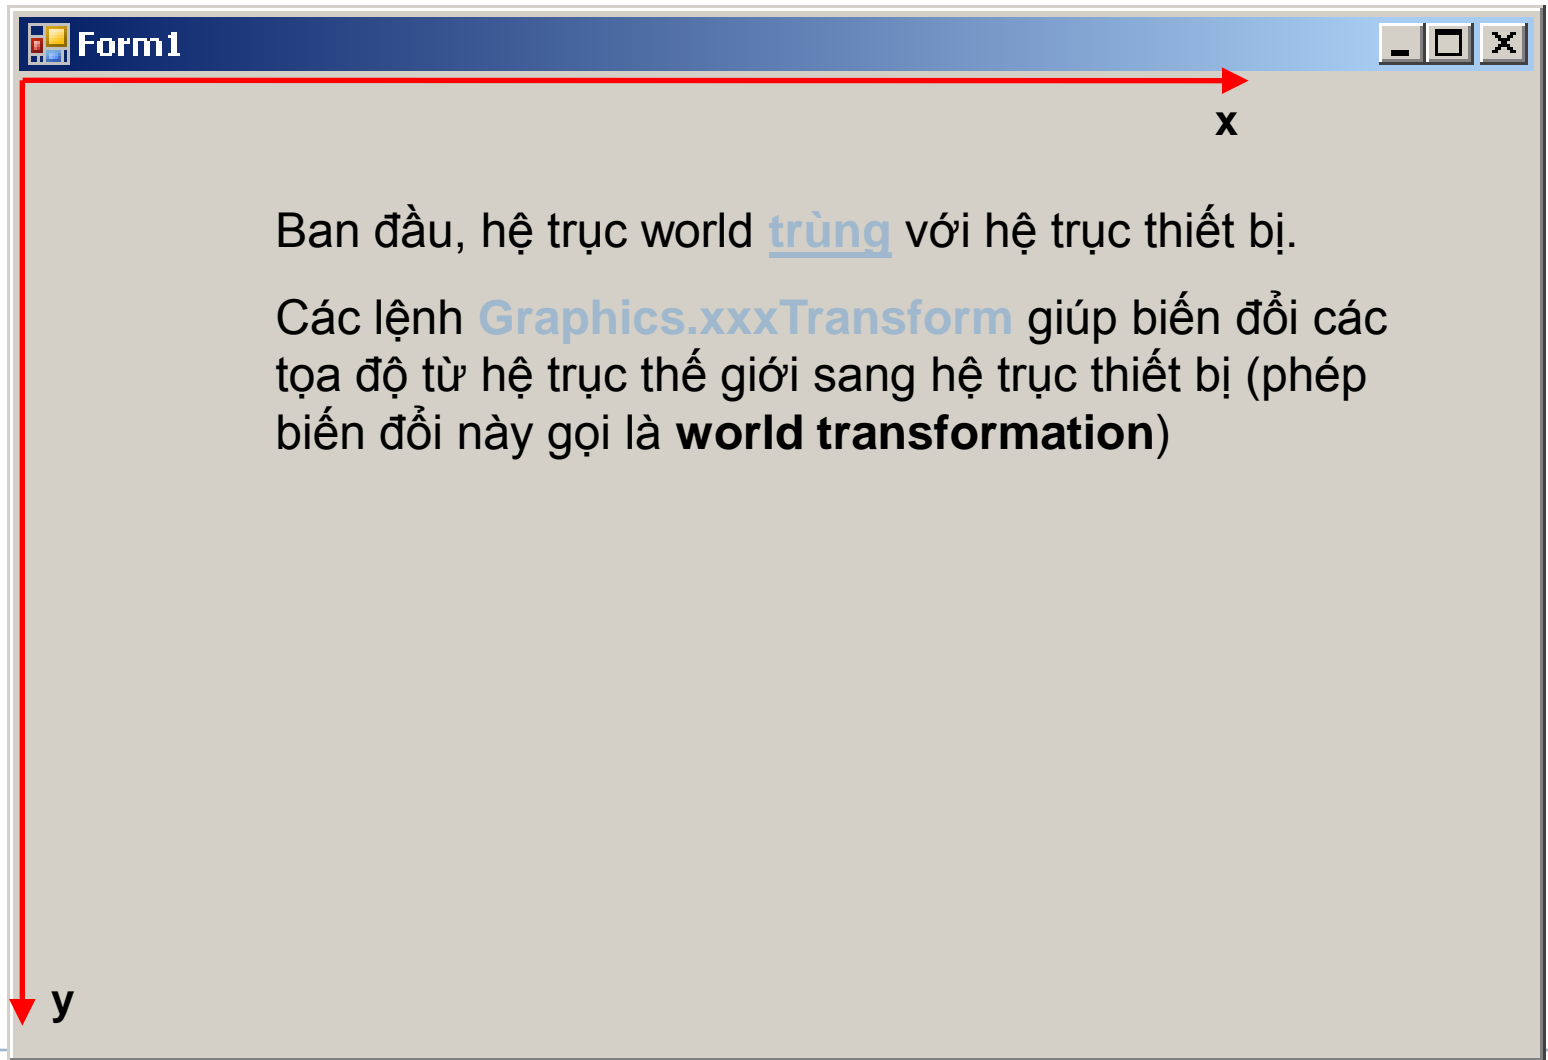 Form1
x
Ban đầu, hệ trục world trùng với hệ trục thiết bị.
Các lệnh Graphics.xxxTransform giúp biến đổi các
tọa độ từ hệ trục thế giới sang hệ trục thiết bị (phép
biến đổi này gọi là world transformation)
y